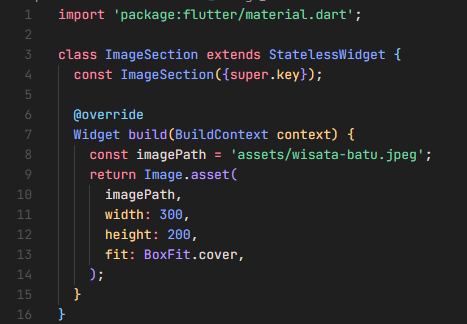 1 import 'package:flutter/material.dart';
2
3 class ImageSection extends StatelessWidget {
4   const ImageSection({super.key});
5
6   @override
7   Widget build(BuildContext context) {
8     const imagePath = 'assets/wisata-batu.jpeg';
9     return Image.asset(
10       imagePath,
11       width: 300,
12       height: 200,
13       fit: BoxFit.cover,
14     );
15   }
16 }